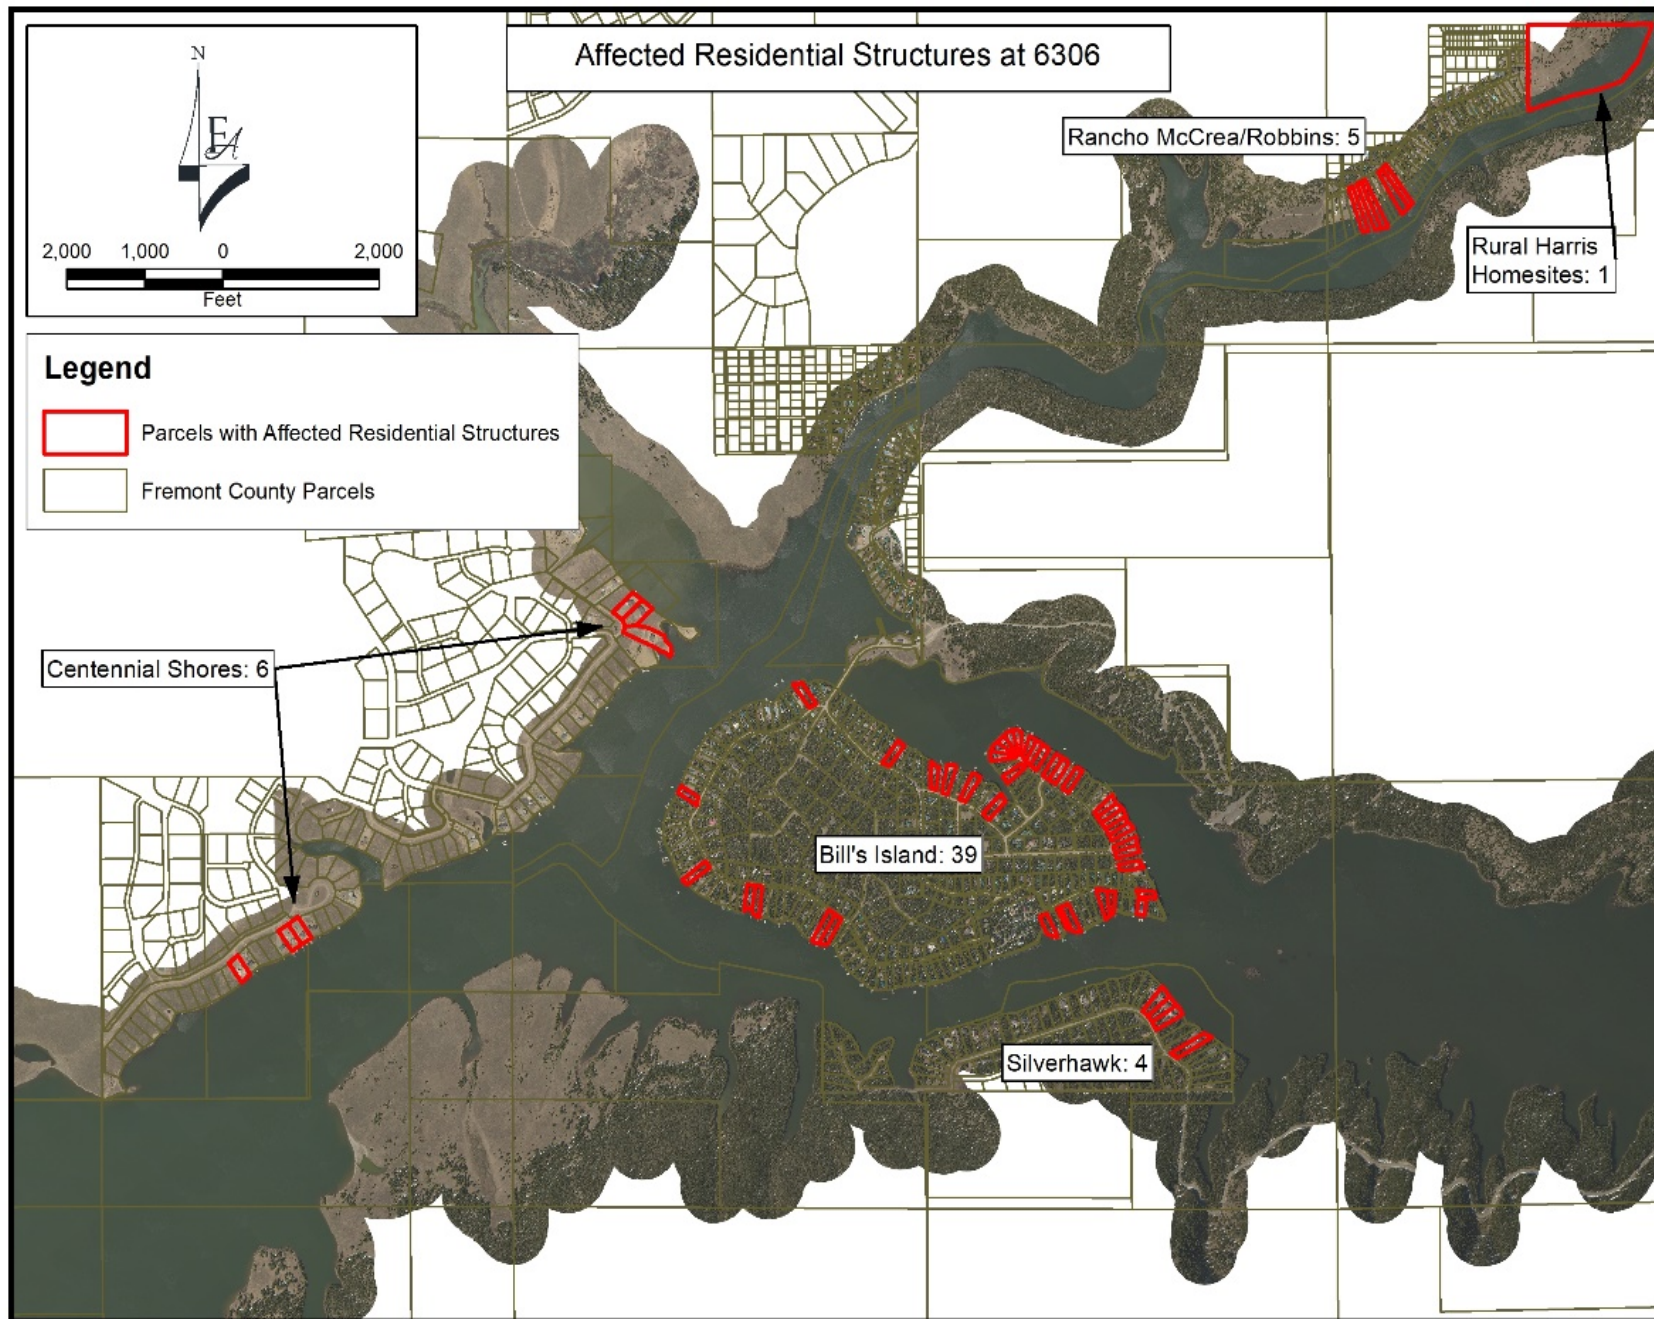 Affected Residential Structures at 6306
N
FA
2,000 1,000 0 2,000
Feet
Legend
Parcels with Affected Residential Structures
Fremont County Parcels
Rancho McCrea/Robbins: 5
Rural Harris
Homesites: 1
Centennial Shores: 6
Bill's Island: 39
Silverhawk: 4